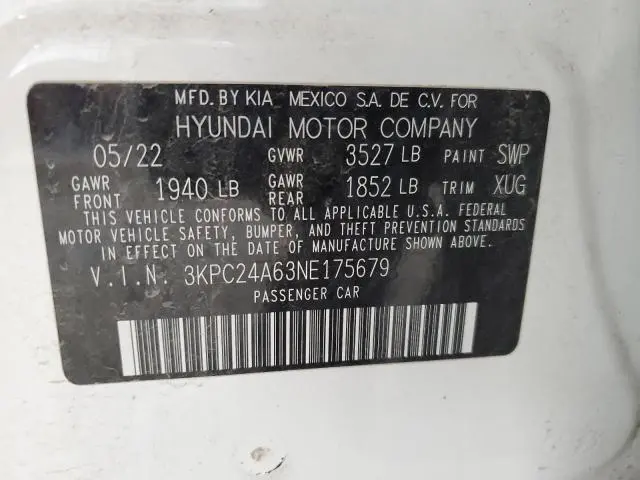 MFD. BY KIA MEXICO S.A. DE C.V. FOR
HYUNDAI MOTOR COMPANY
05/22 GVWR 3527 LB PAINT SWP
GAWR FRONT 1940 LB GAWR REAR 1852 LB TRIM XUG
THIS VEHICLE CONFORMS TO ALL APPLICABLE U.S.A. FEDERAL
MOTOR VEHICLE SAFETY, BUMPER, AND THEFT PREVENTION STANDARDS
IN EFFECT ON THE DATE OF MANUFACTURE SHOWN ABOVE.
V.I.N. 3KPC24A63NE175679
PASSENGER CAR